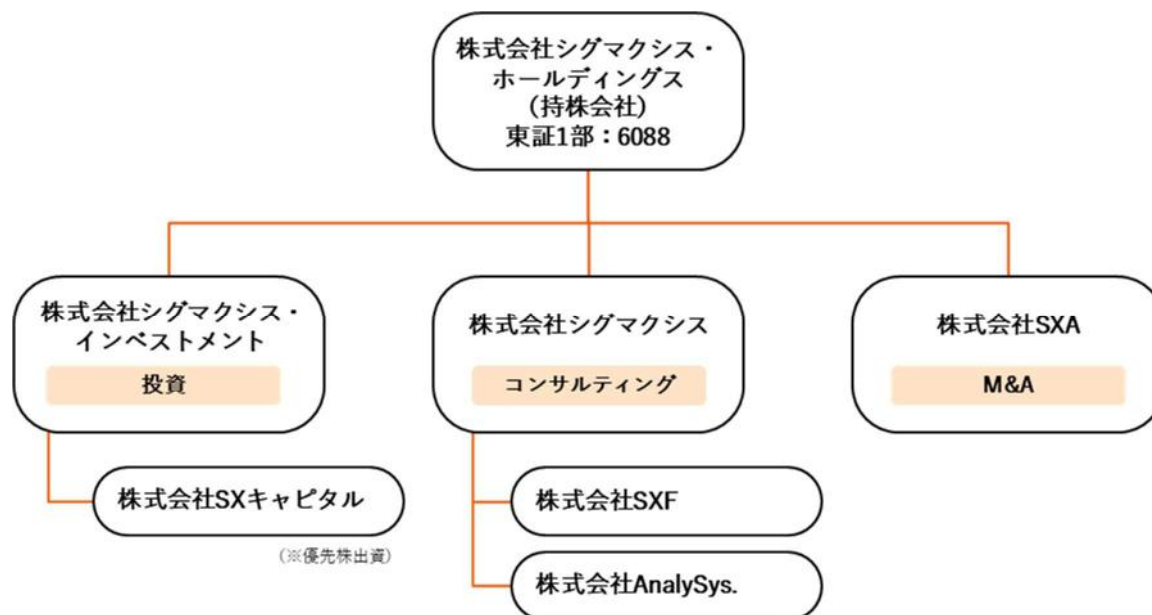 株式会社シグマクシス・
ホールディングス
(持株会社)
東証1部:6088
株式会社シグマクシス・
インベストメント
投資
株式会社シグマクシス
コンサルティング
株式会社SXA
M&A
株式会社SXキャピタル
(※優先株出資)
株式会社SXF
株式会社AnalySys.